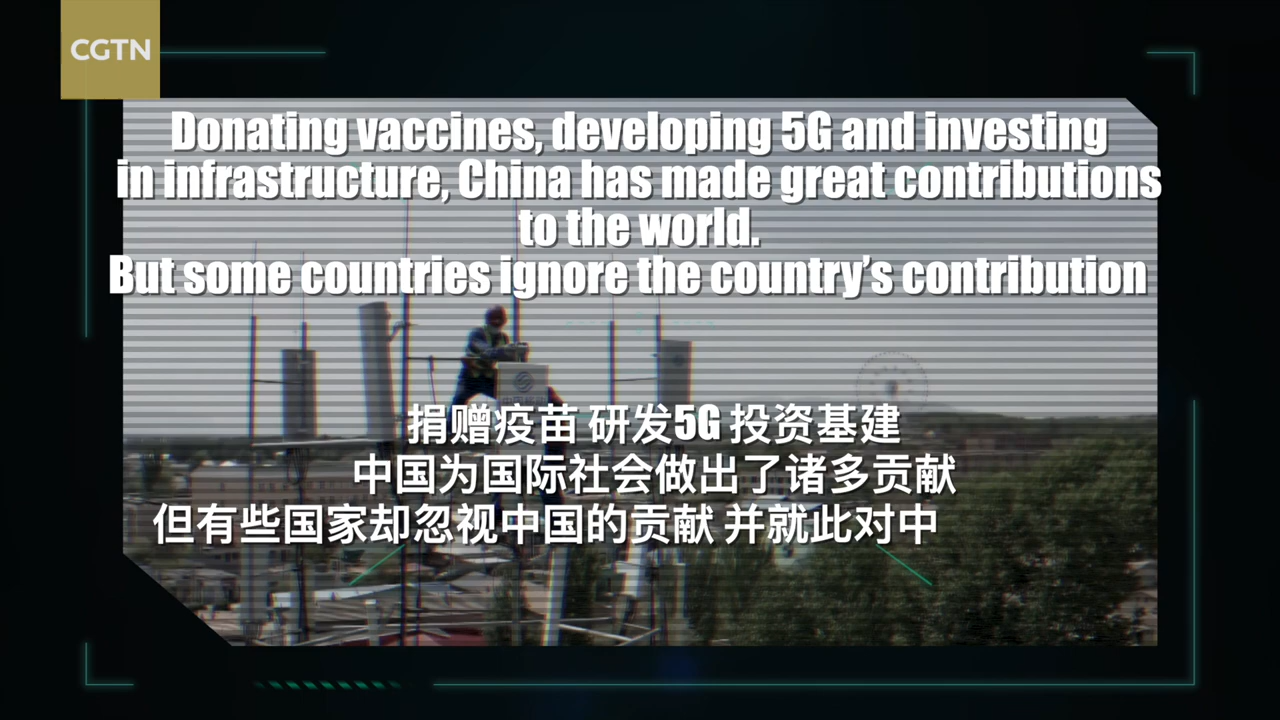 CGTN
Donating vaccines, developing 5G and investing
in infrastructure, China has made great contributions
to the world.
But some countries ignore the country’s contribution
捐赠疫苗 研发5G 投资基建
中国为国际社会做出了诸多贡献
但有些国家却忽视中国的贡献 并就此对中